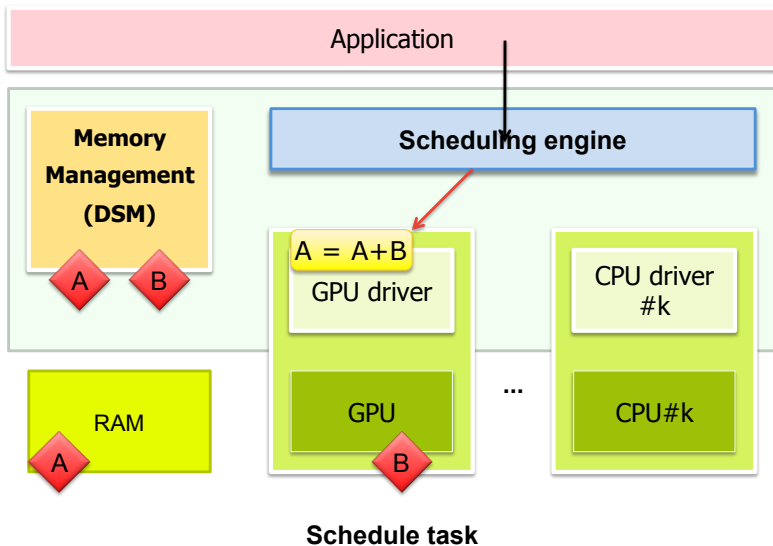 Application
Memory
Management
(DSM)
Scheduling engine
A
B
A = A+B
GPU driver
CPU driver
#k
RAM
A
GPU
B
...
CPU#k
Schedule task